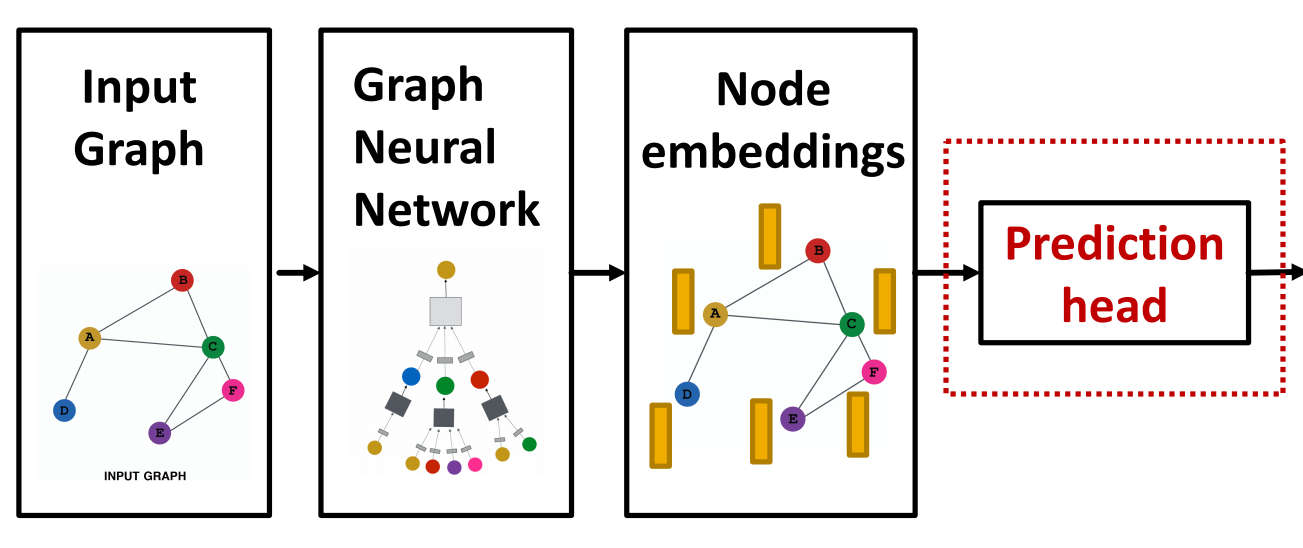 Input
Graph
B
A
C
F
D
E
INPUT GRAPH
Graph
Neural
Network
Node
embeddings
B
A
C
F
D
E
Prediction
head